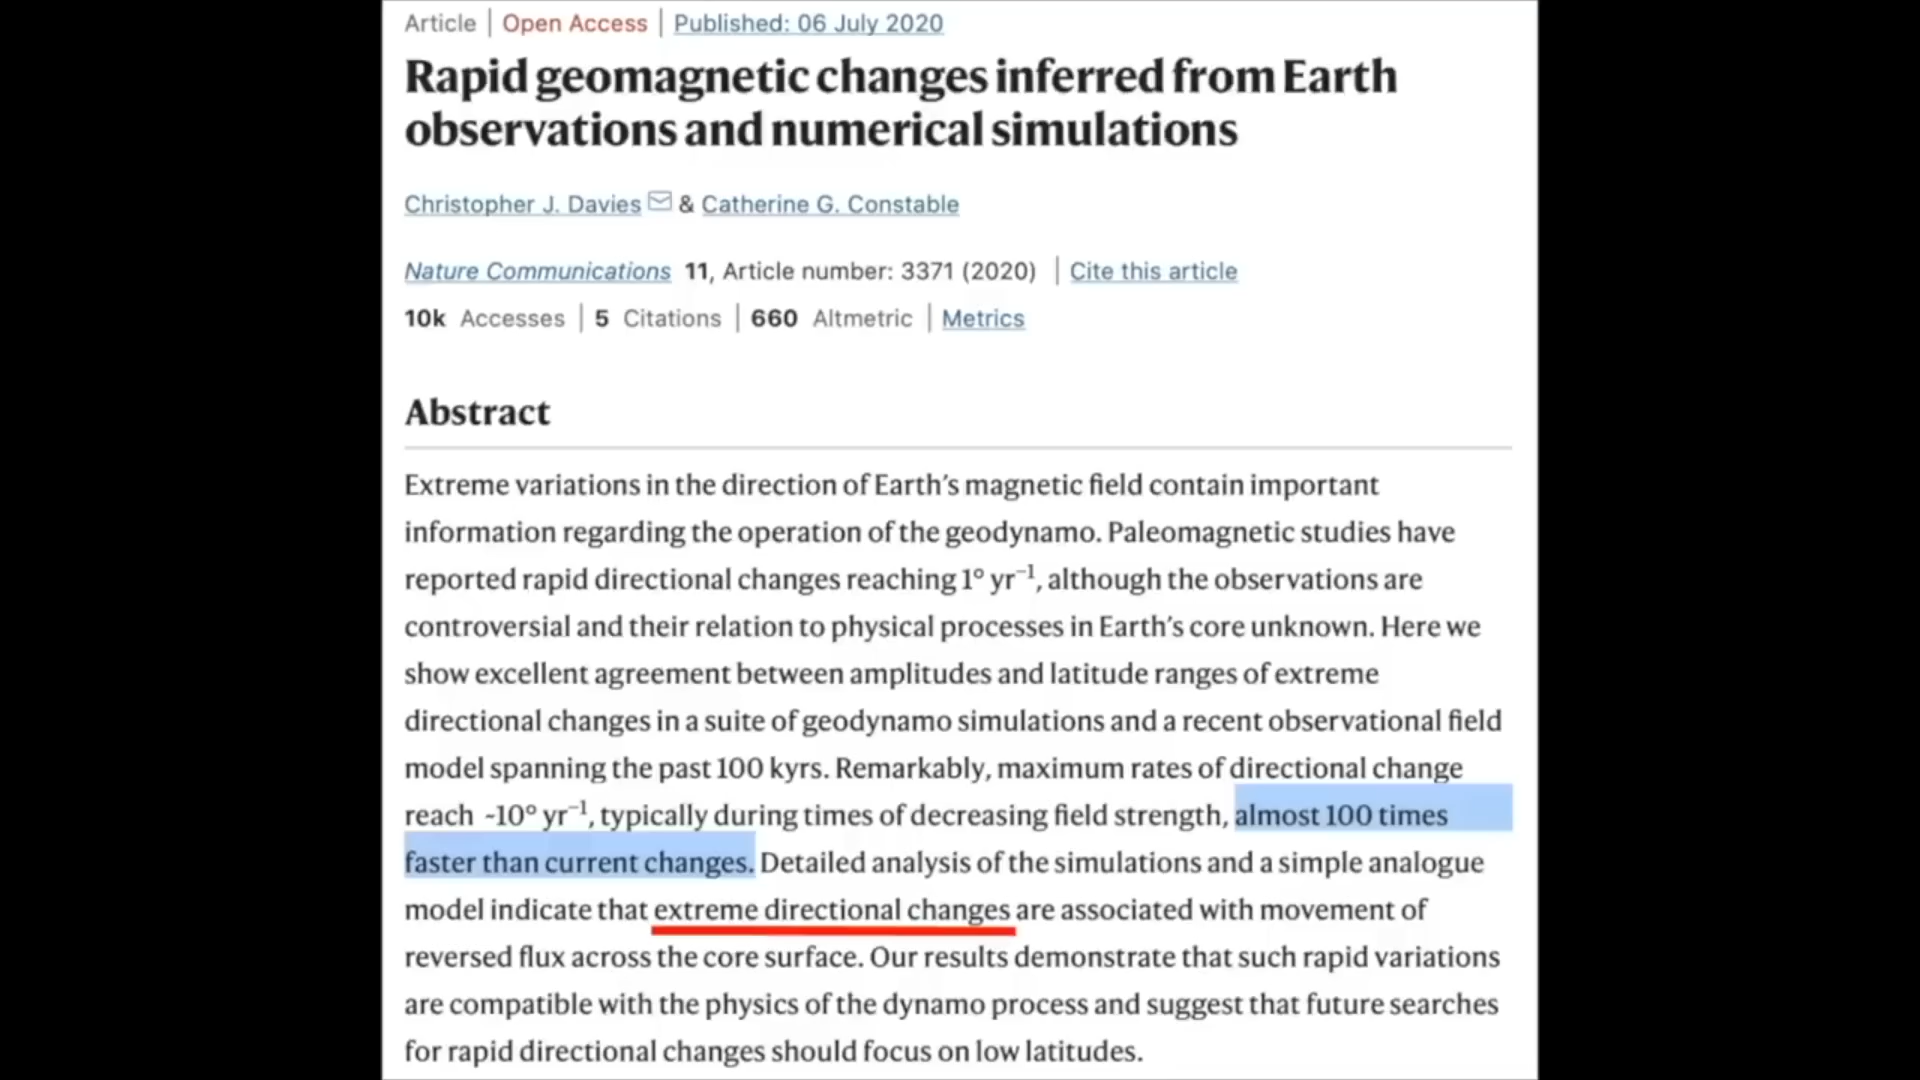 Article | Open Access | Published: 06 July 2020
Rapid geomagnetic changes inferred from Earth
observations and numerical simulations
Christopher J. Davies & Catherine G. Constable
Nature Communications 11, Article number: 3371 (2020) | Cite this article
10k Accesses | 5 Citations | 660 Altmetric | Metrics
Abstract
Extreme variations in the direction of Earth’s magnetic field contain important
information regarding the operation of the geodynamo. Paleomagnetic studies have
reported rapid directional changes reaching 1° yr⁻¹, although the observations are
controversial and their relation to physical processes in Earth’s core unknown. Here we
show excellent agreement between amplitudes and latitude ranges of extreme
directional changes in a suite of geodynamo simulations and a recent observational field
model spanning the past 100 kyrs. Remarkably, maximum rates of directional change
reach ~10° yr⁻¹, typically during times of decreasing field strength, almost 100 times
faster than current changes. Detailed analysis of the simulations and a simple analogue
model indicate that extreme directional changes are associated with movement of
reversed flux across the core surface. Our results demonstrate that such rapid variations
are compatible with the physics of the dynamo process and suggest that future searches
for rapid directional changes should focus on low latitudes.